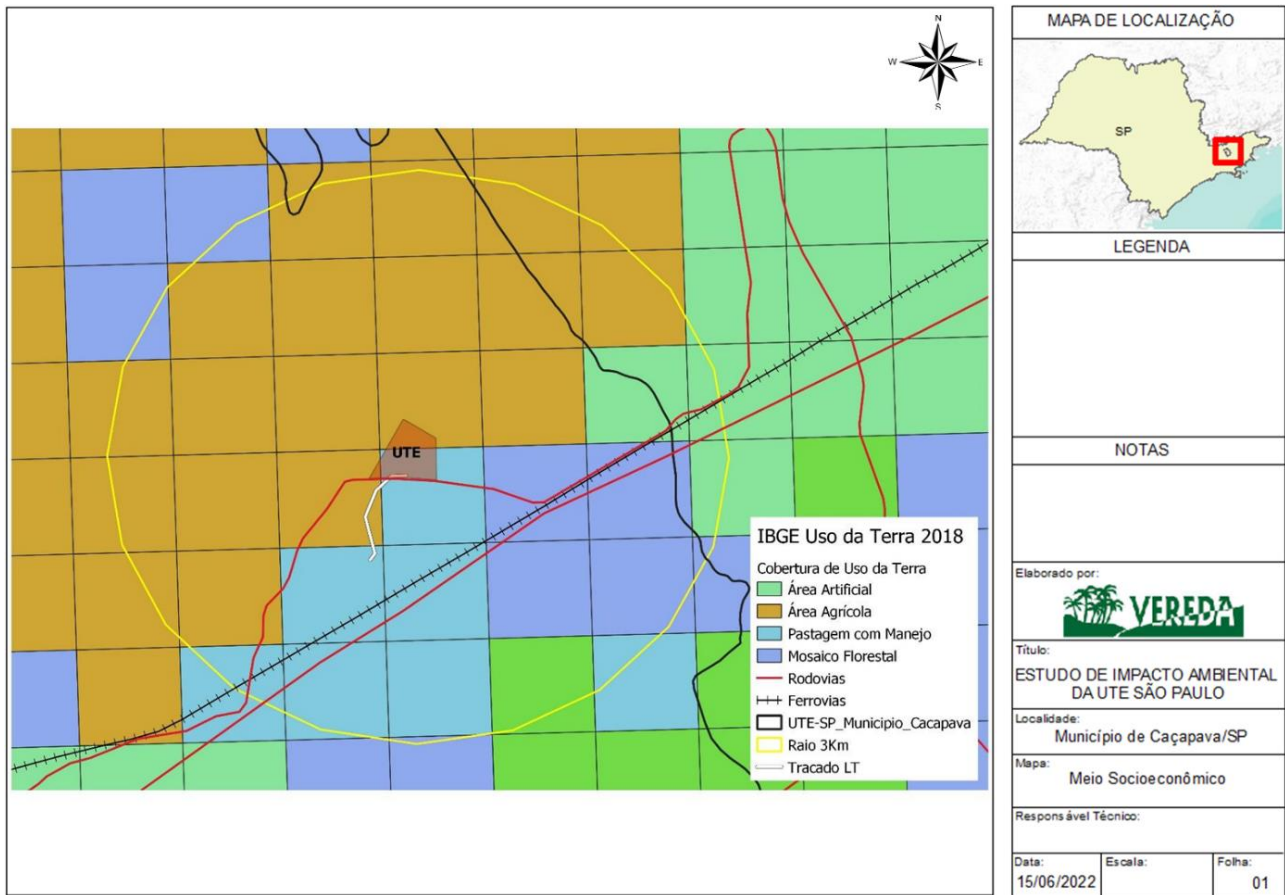 N
W
E
S
UTE
IBGE Uso da Terra 2018
Cobertura de Uso da Terra
Área Artificial
Área Agrícola
Pastagem com Manejo
Mosaico Florestal
Rodovias
Ferrovias
UTE-SP_Municipio_Cacapava
Raio 3Km
Tracado LT
MAPA DE LOCALIZAÇÃO
SP
LEGENDA
NOTAS
Elaborado por:
VEREDA
Título:
ESTUDO DE IMPACTO AMBIENTAL
DA UTE SÃO PAULO
Localidade:
Município de Caçapava/SP
Mapa:
Meio Socioeconômico
Responsável Técnico:
Data:
15/06/2022
Escala:
Folha:
01